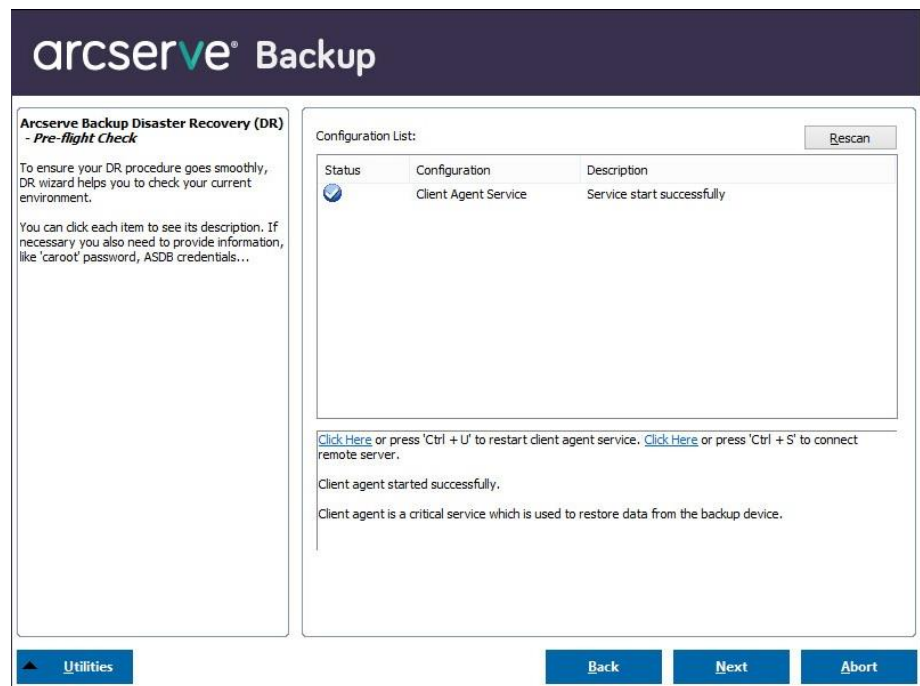 arcserve® Backup
Arcserve Backup Disaster Recovery (DR)
- Pre-flight Check
To ensure your DR procedure goes smoothly,
DR wizard helps you to check your current
environment.
You can click each item to see its description. If
necessary you also need to provide information,
like 'caroot' password, ASDB credentials...
Configuration List:
Rescan
Status Configuration Description
Client Agent Service Service start successfully
Click Here or press 'Ctrl + U' to restart client agent service. Click Here or press 'Ctrl + S' to connect
remote server.
Client agent started successfully.
Client agent is a critical service which is used to restore data from the backup device.
Utilities Back Next Abort